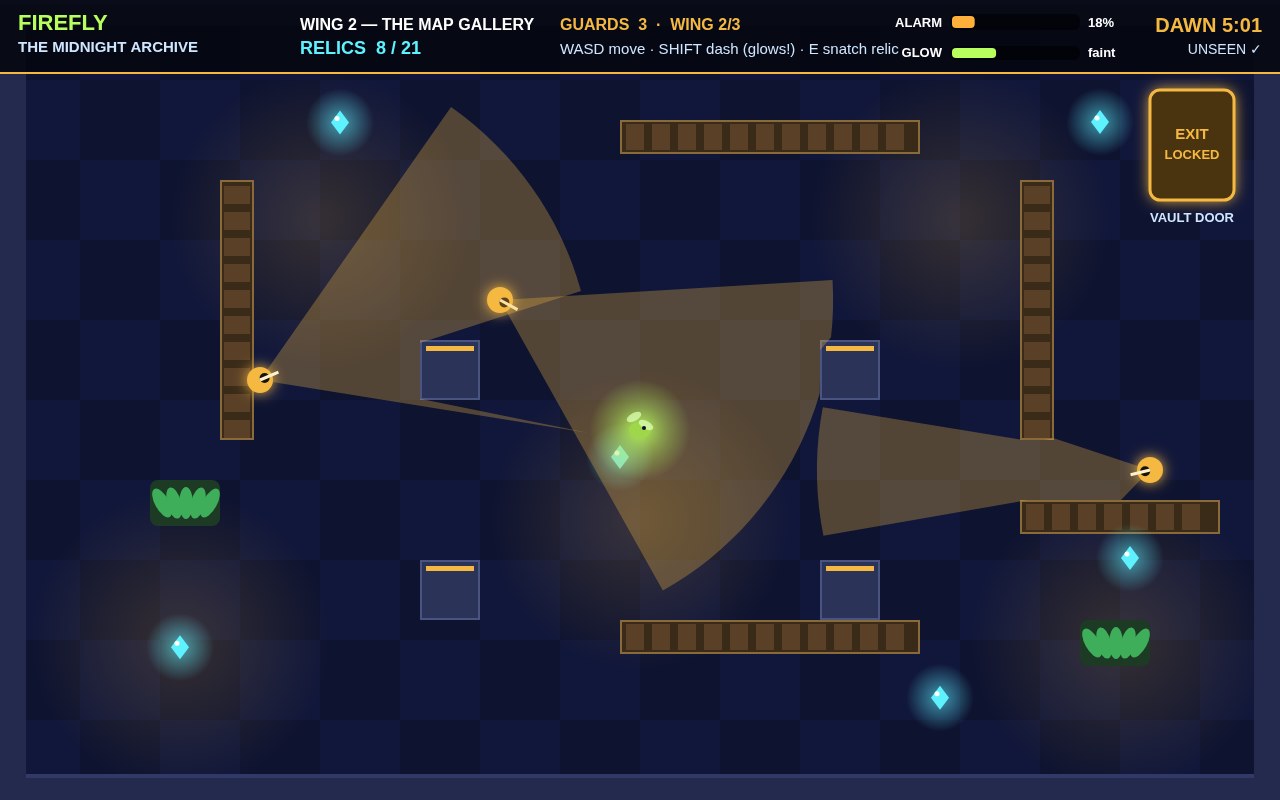 FIREFLY
THE MIDNIGHT ARCHIVE
WING 2 — THE MAP GALLERY
RELICS 8 / 21
GUARDS 3 · WING 2/3
WASD move · SHIFT dash (glows!) · E snatch relic
ALARM 18%
GLOW faint
DAWN 5:01
UNSEEN ✓
EXIT
LOCKED
VAULT DOOR